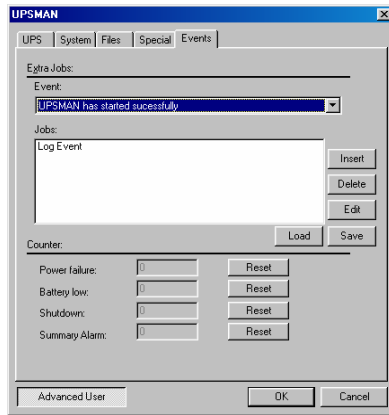 UPSMAN
UPS System Files Special Events
Extra Jobs:
Event:
UPSMAN has started sucessfully
Jobs:
Log Event
Insert
Delete
Edit
Load Save
Counter:
Power failure: 0 Reset
Battery low: 0 Reset
Shutdown: 0 Reset
Summary Alarm: 0 Reset
Advanced User OK Cancel